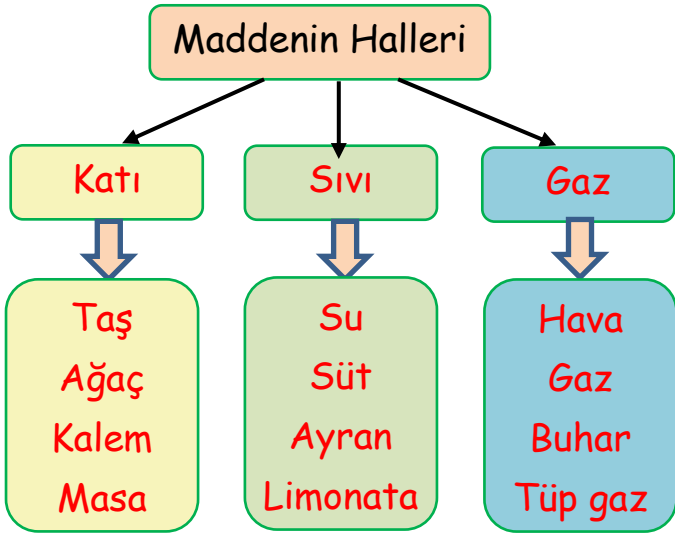 Maddenin Halleri
Katı
Sıvı
Gaz
Taş
Ağaç
Kalem
Masa
Su
Süt
Ayran
Limonata
Hava
Gaz
Buhar
Tüp gaz